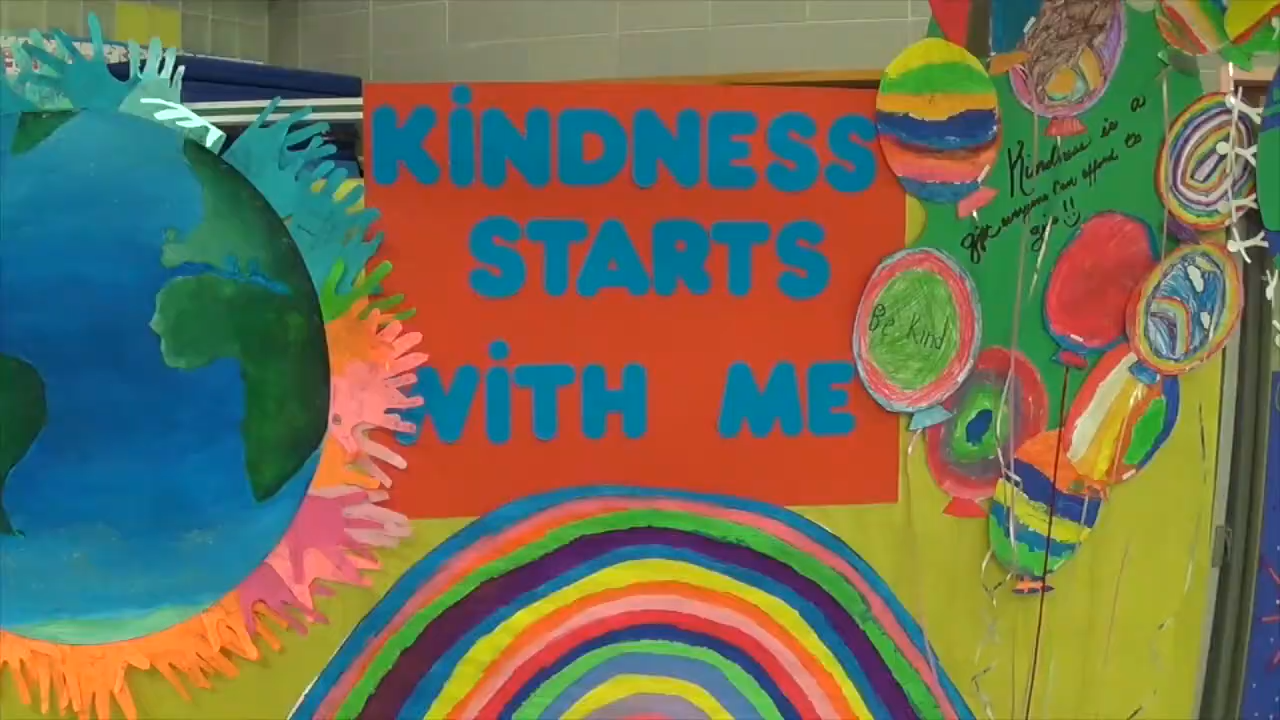 KiNDNESS
STARTS
WiTH ME
Kindness is a
gift everyone can afford to
give!!
Be Kind